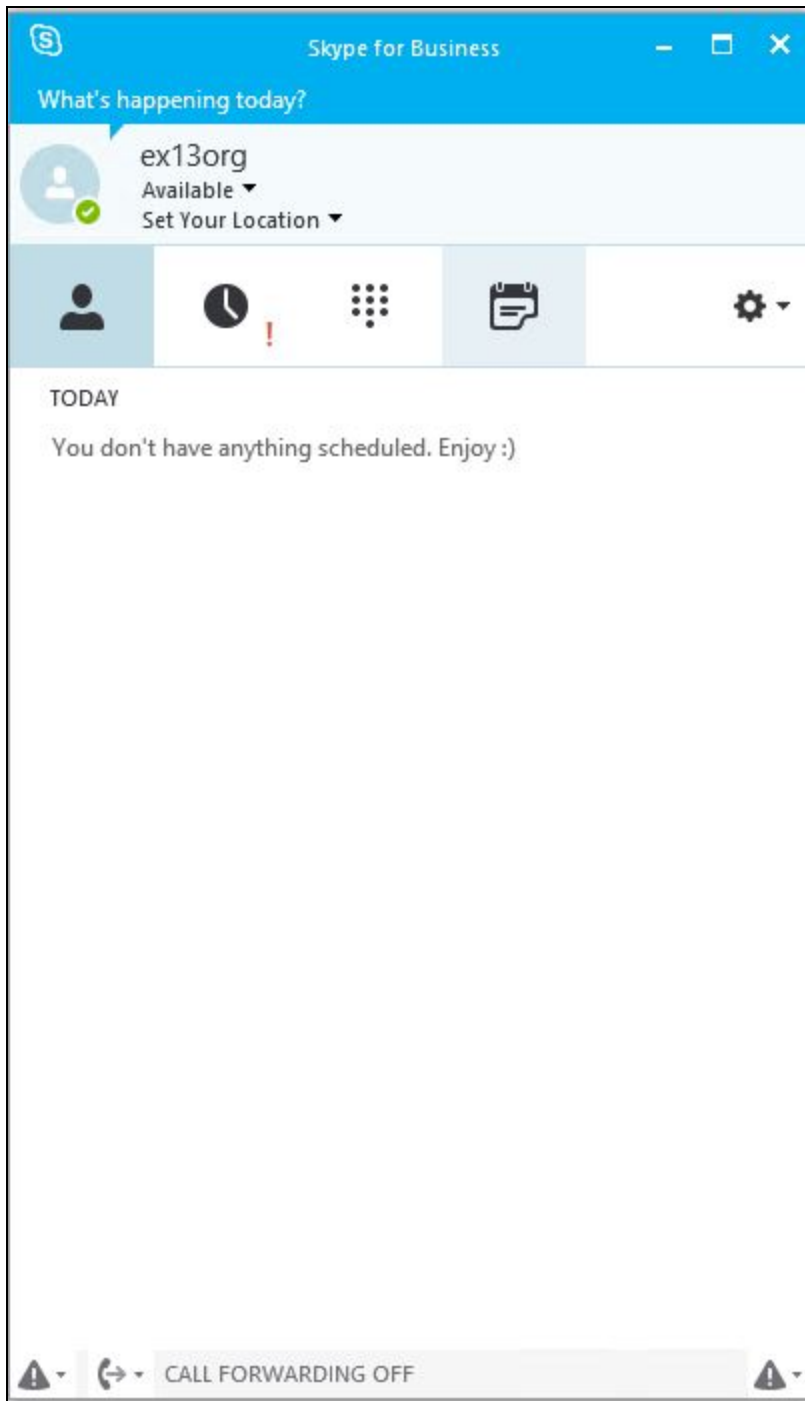 Skype for Business
What's happening today?
ex13org
Available
Set Your Location
!
TODAY
You don't have anything scheduled. Enjoy :)
CALL FORWARDING OFF